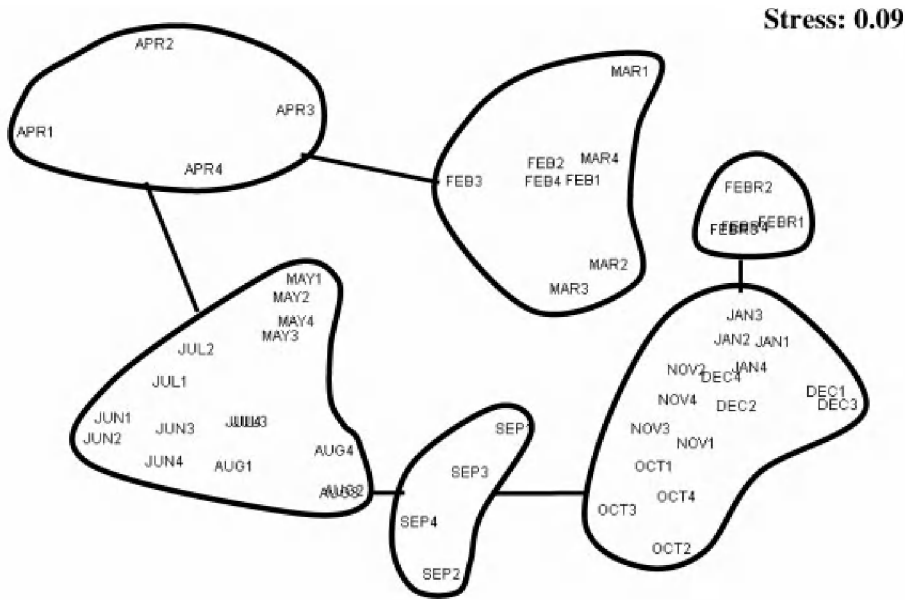 Stress: 0.09
APR2
MAR1
APR3
APR1
MAR4
FEB2
APR4
FEB3
FEB4
FEB1
FEBR2
FEBR1
FEBR3
MAR2
MAR3
MAY1
MAY2
MAY4
MAY3
JUL2
JUL1
JUN1
JUN2
JUN3
JUN4
AUG1
AUG4
AUG2
SEP1
SEP3
SEP4
SEP2
JAN3
JAN2
JAN1
JAN4
NOV2
DEC4
DEC1
DEC3
NOV4
DEC2
NOV3
NOV1
OCT1
OCT4
OCT3
OCT2